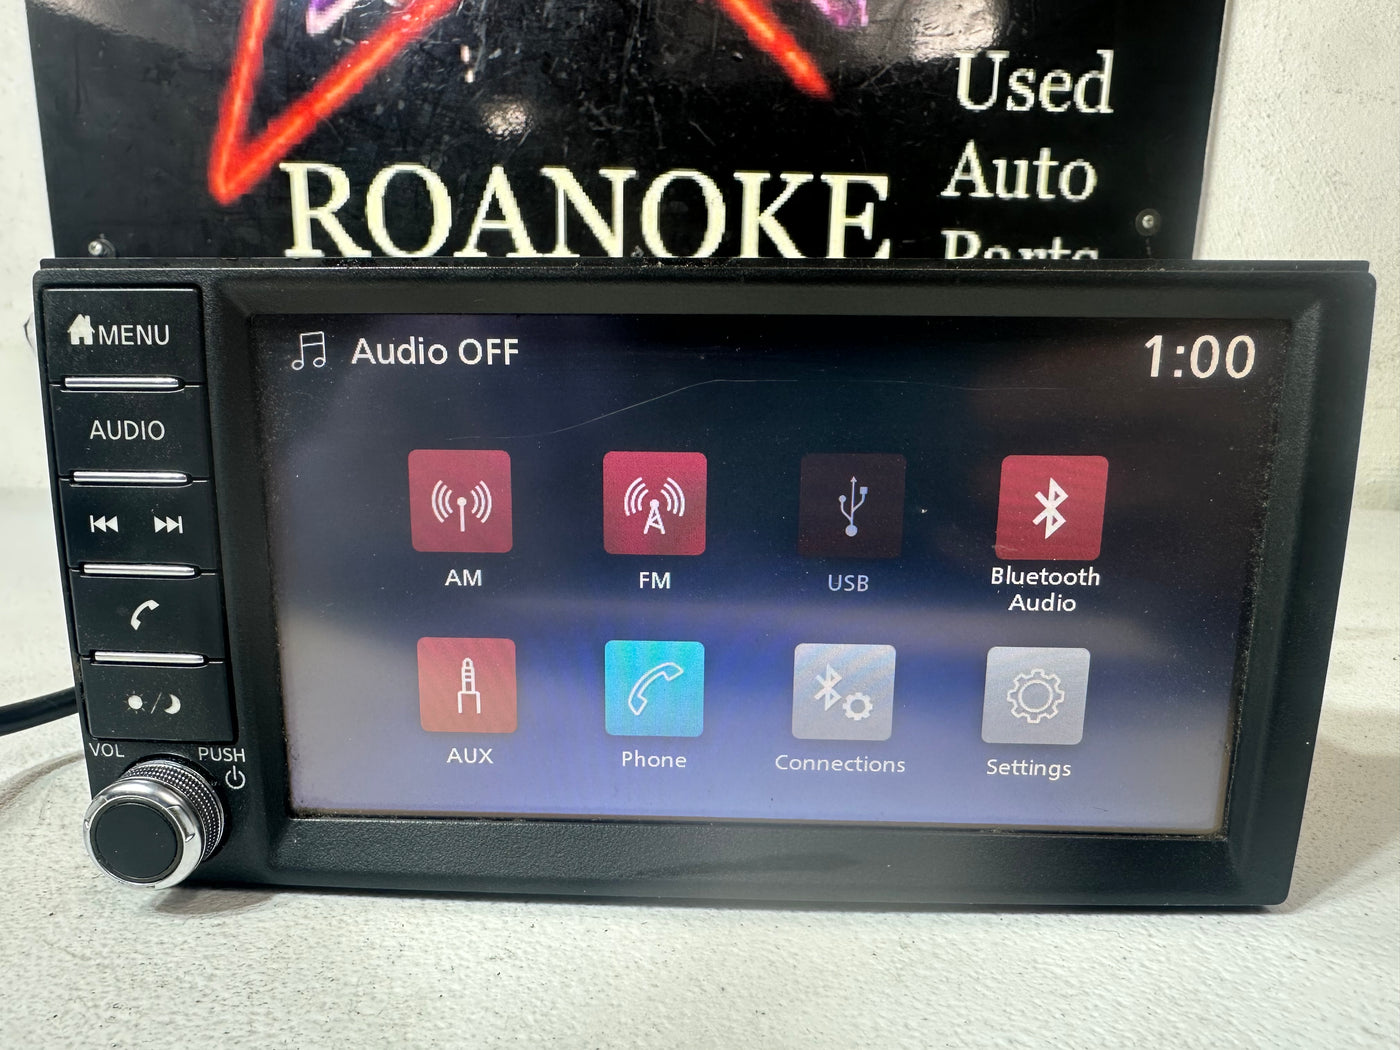 Used
Auto
Parts
ROANOKE
MENU
AUDIO
VOL
PUSH
Audio OFF
1:00
AM
FM
USB
Bluetooth
Audio
AUX
Phone
Connections
Settings